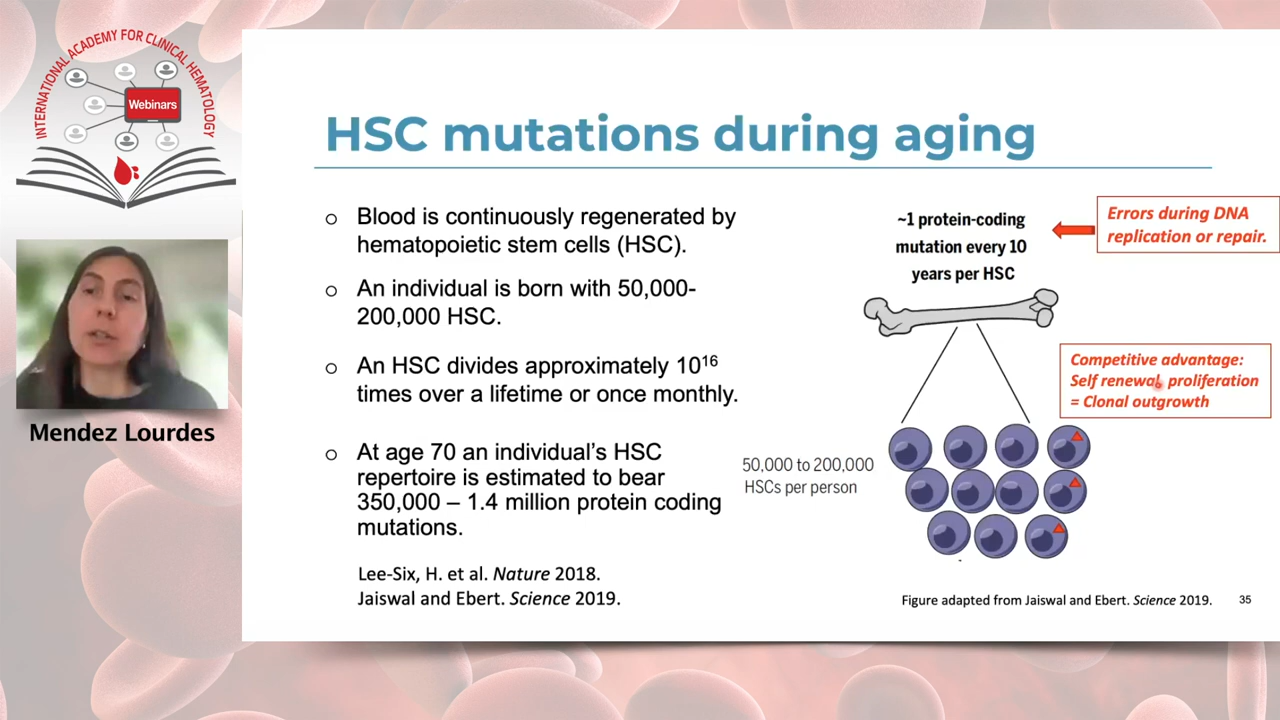 INTERNATIONAL ACADEMY FOR CLINICAL HEMATOLOGY
Webinars
Mendez Lourdes
HSC mutations during aging
○ Blood is continuously regenerated by
hematopoietic stem cells (HSC).
○ An individual is born with 50,000-
200,000 HSC.
○ An HSC divides approximately 10¹⁶
times over a lifetime or once monthly.
○ At age 70 an individual’s HSC
repertoire is estimated to bear
350,000 – 1.4 million protein coding
mutations.
Lee-Six, H. et al. Nature 2018.
Jaiswal and Ebert. Science 2019.
~1 protein-coding
mutation every 10
years per HSC
Errors during DNA
replication or repair.
Competitive advantage:
Self renewal, proliferation
= Clonal outgrowth
50,000 to 200,000
HSCs per person
Figure adapted from Jaiswal and Ebert. Science 2019.
35